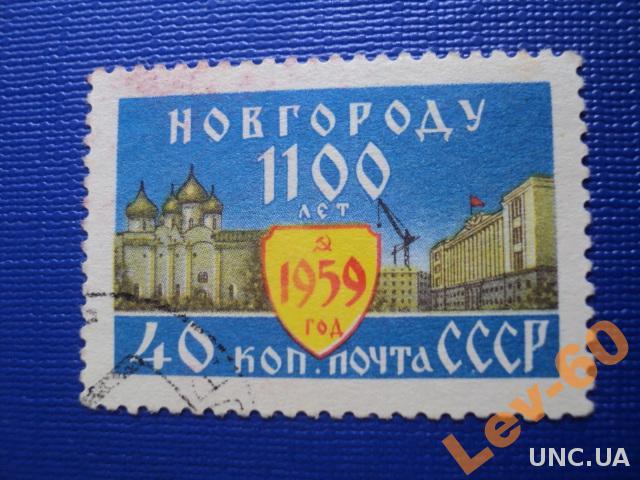 НОВГОРОДУ
1100
ЛЕТ
1959
ГОД
40 КОП. ПОЧТА СССР
Lev-60
UNC.UA